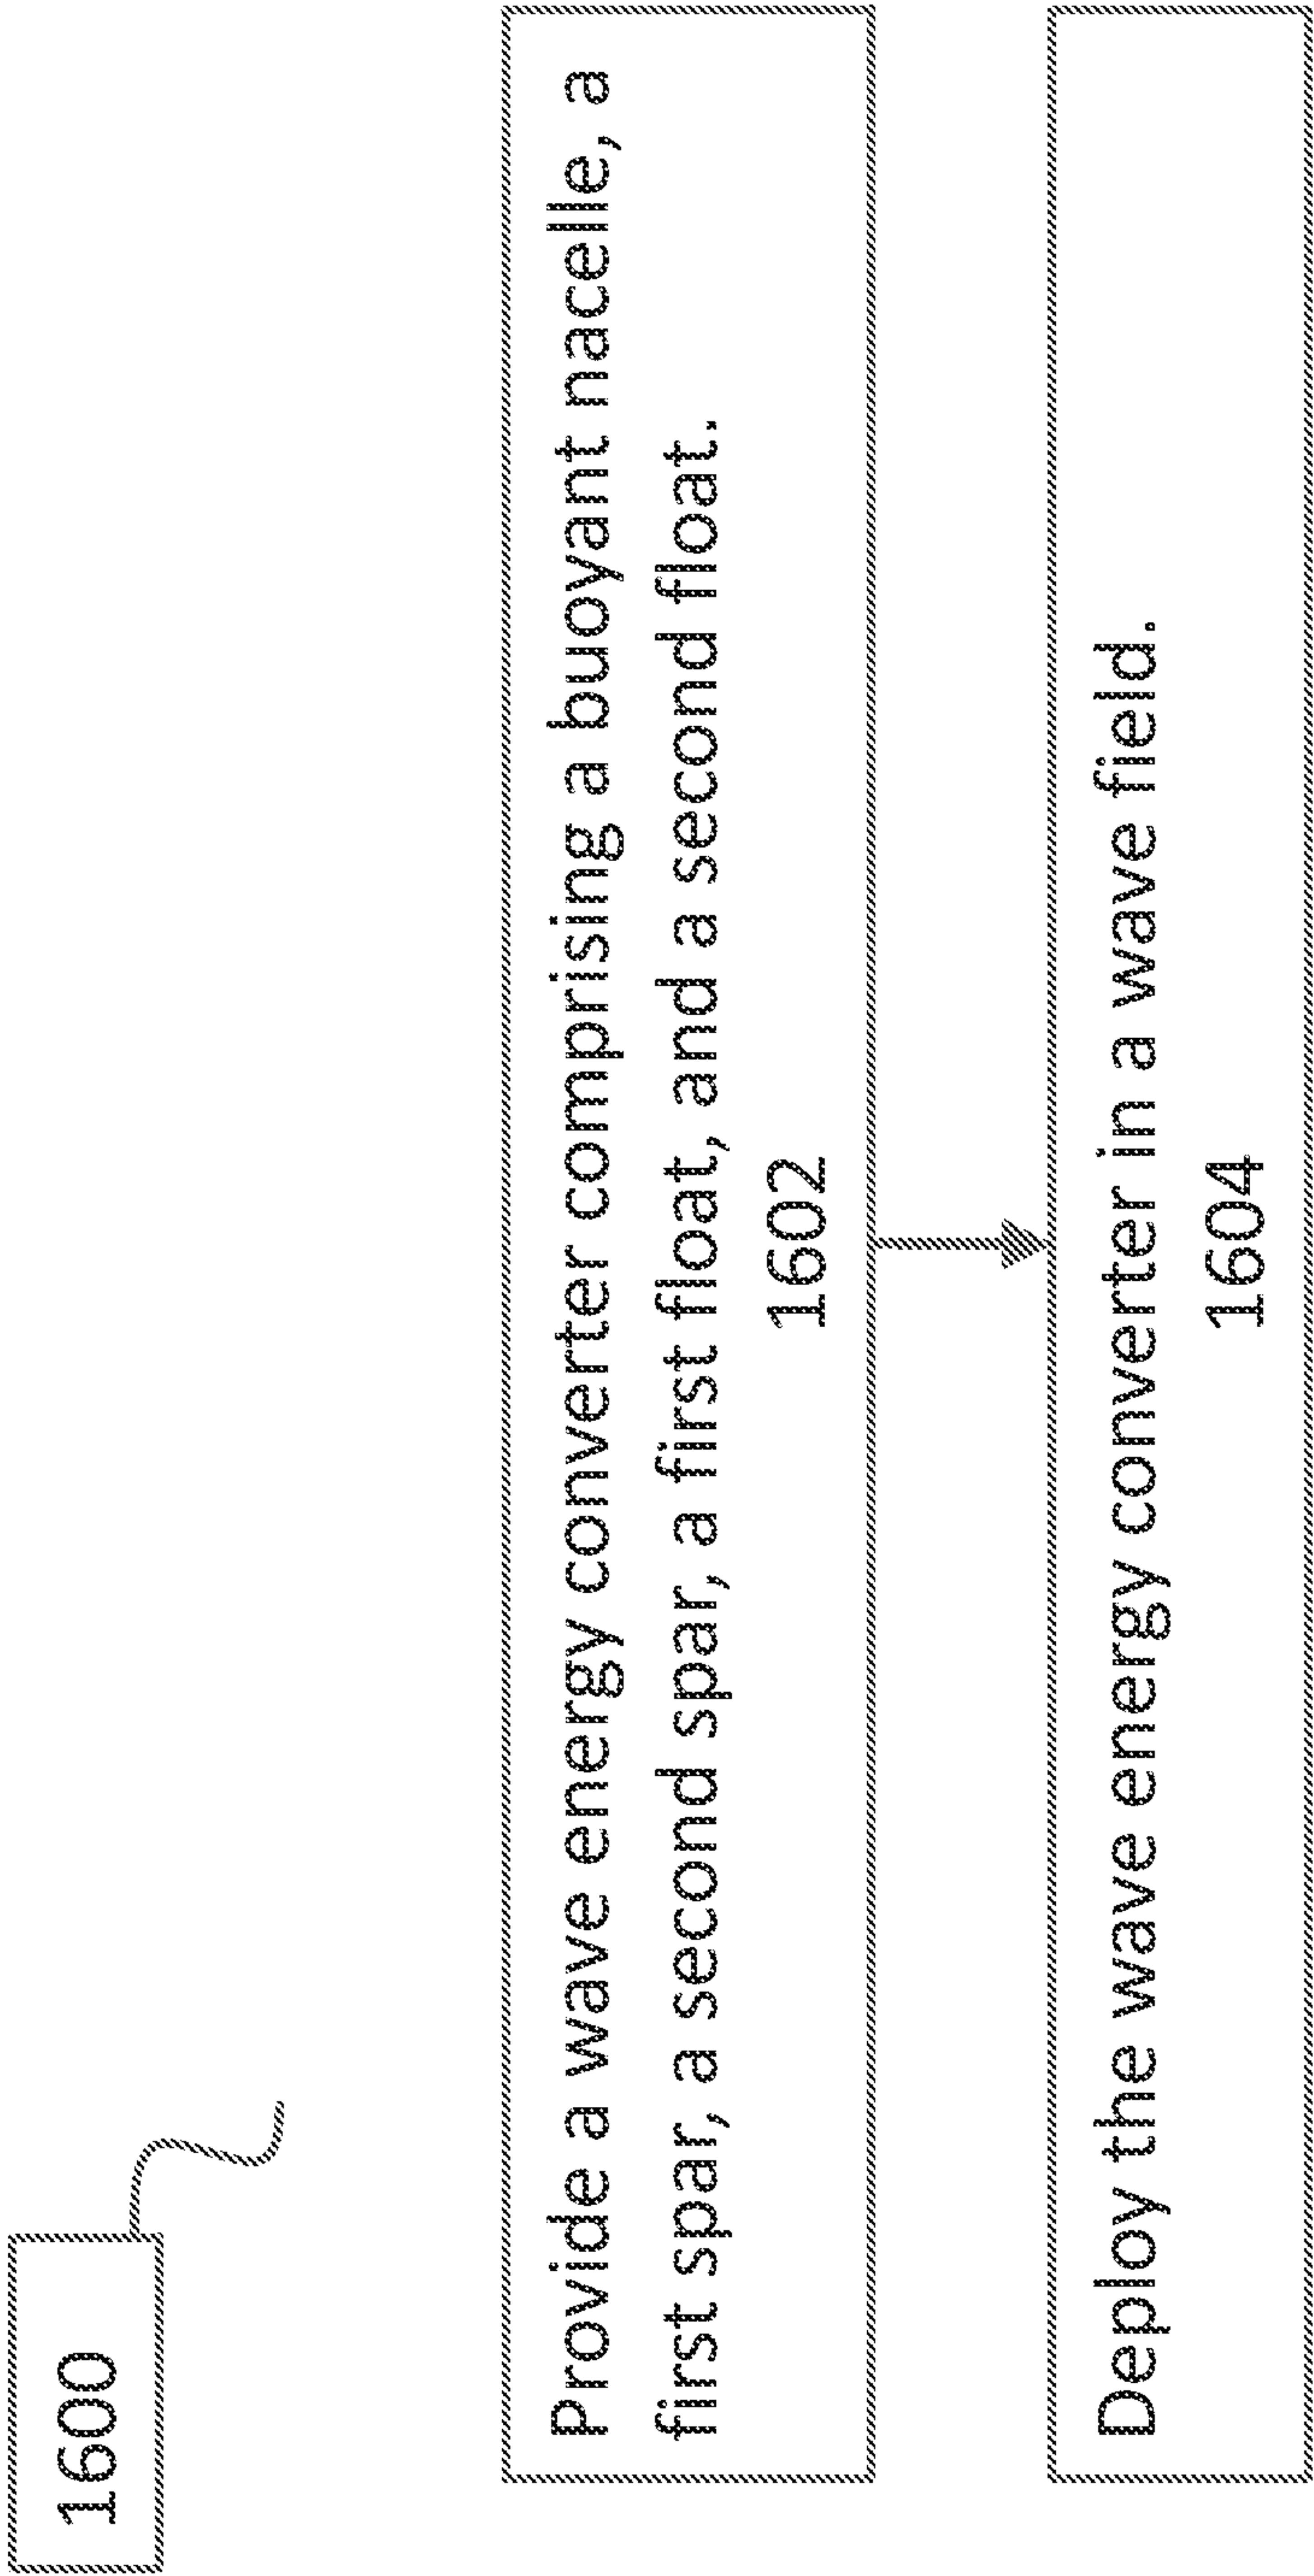 1600
Provide a wave energy converter comprising a buoyant nacelle, a
first spar, a second spar, a first float, and a second float.
1602
Deploy the wave energy converter in a wave field.
1604